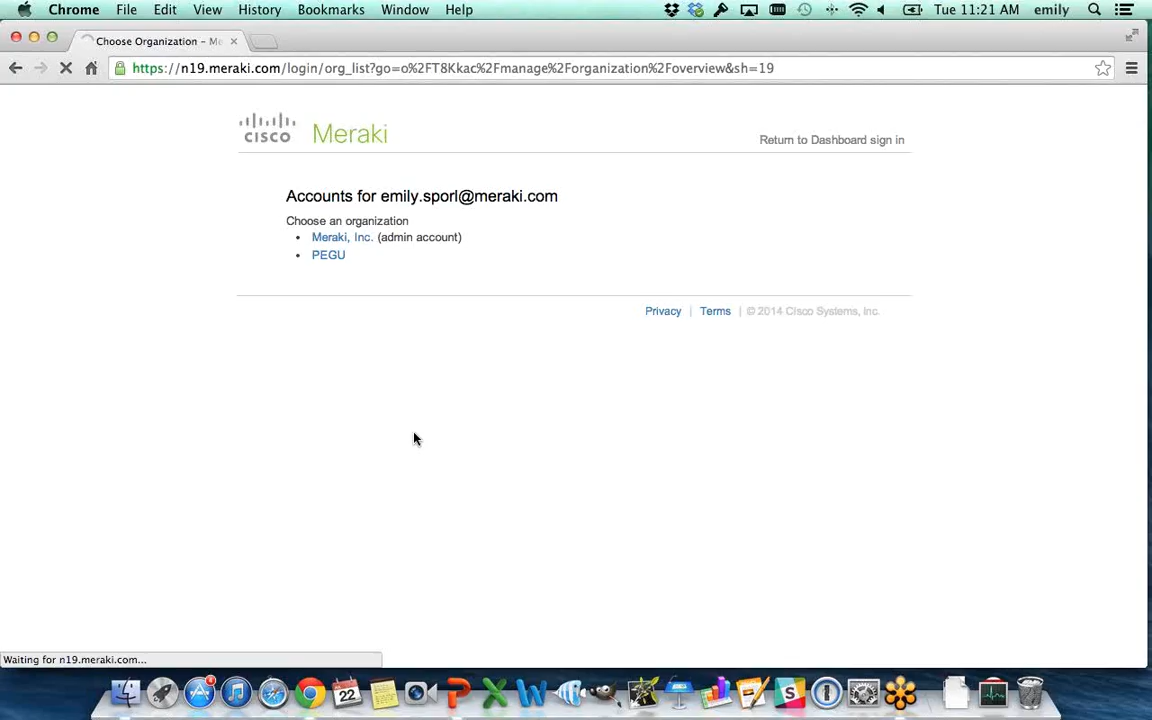 Chrome File Edit View History Bookmarks Window Help Tue 11:21 AM emily
Choose Organization – Me
https://n19.meraki.com/login/org_list?go=o%2FT8Kkac%2Fmanage%2Forganization%2Foverview&sh=19
CISCO Meraki
Return to Dashboard sign in
Accounts for emily.sporl@meraki.com
Choose an organization
• Meraki, Inc. (admin account)
• PEGU
Privacy | Terms | © 2014 Cisco Systems, Inc.
Waiting for n19.meraki.com...
22